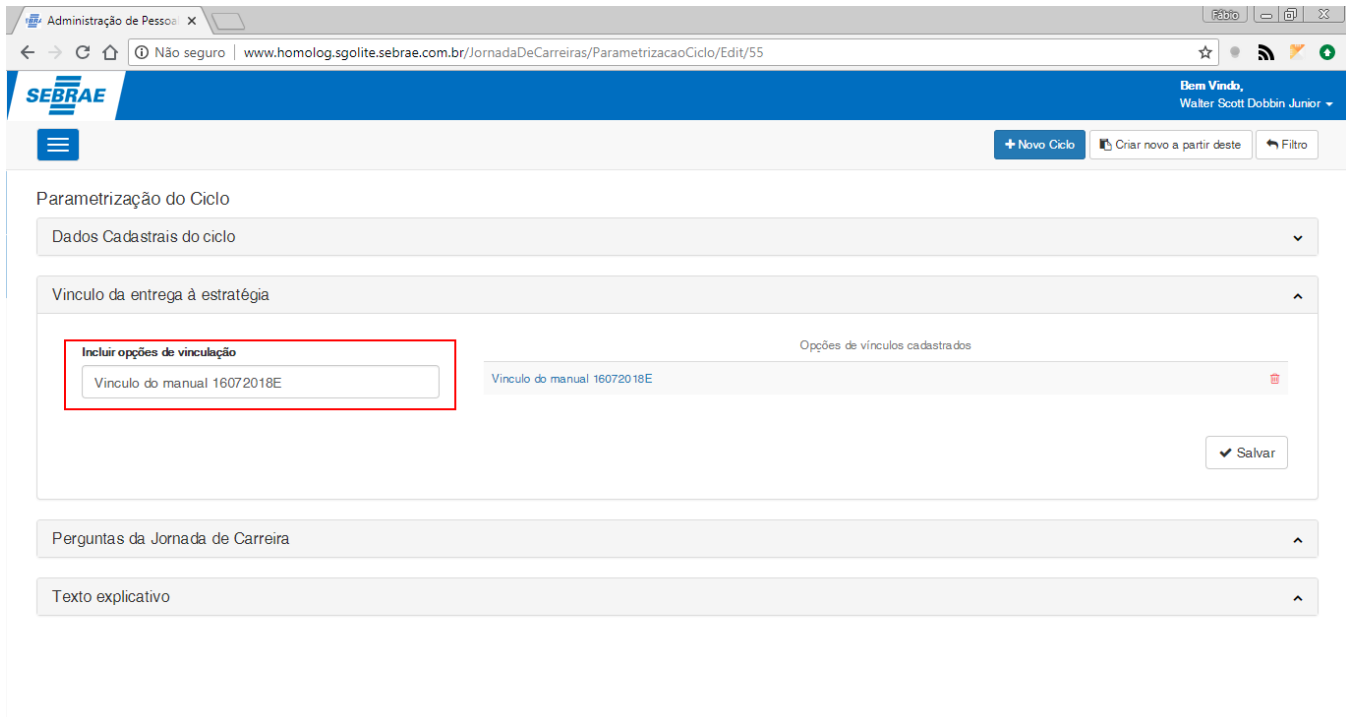 Administração de Pessoal
Fábio
Não seguro | www.homolog.sgolite.sebrae.com.br/JornadaDeCarreiras/ParametrizacaoCiclo/Edit/55
SEBRAE
Bem Vindo,
Walter Scott Dobbin Junior
Novo Ciclo
Criar novo a partir deste
Filtro
Parametrização do Ciclo
Dados Cadastrais do ciclo
Vinculo da entrega à estratégia
Incluir opções de vinculação
Vinculo do manual 16072018E
Opções de vínculos cadastrados
Vinculo do manual 16072018E
Salvar
Perguntas da Jornada de Carreira
Texto explicativo